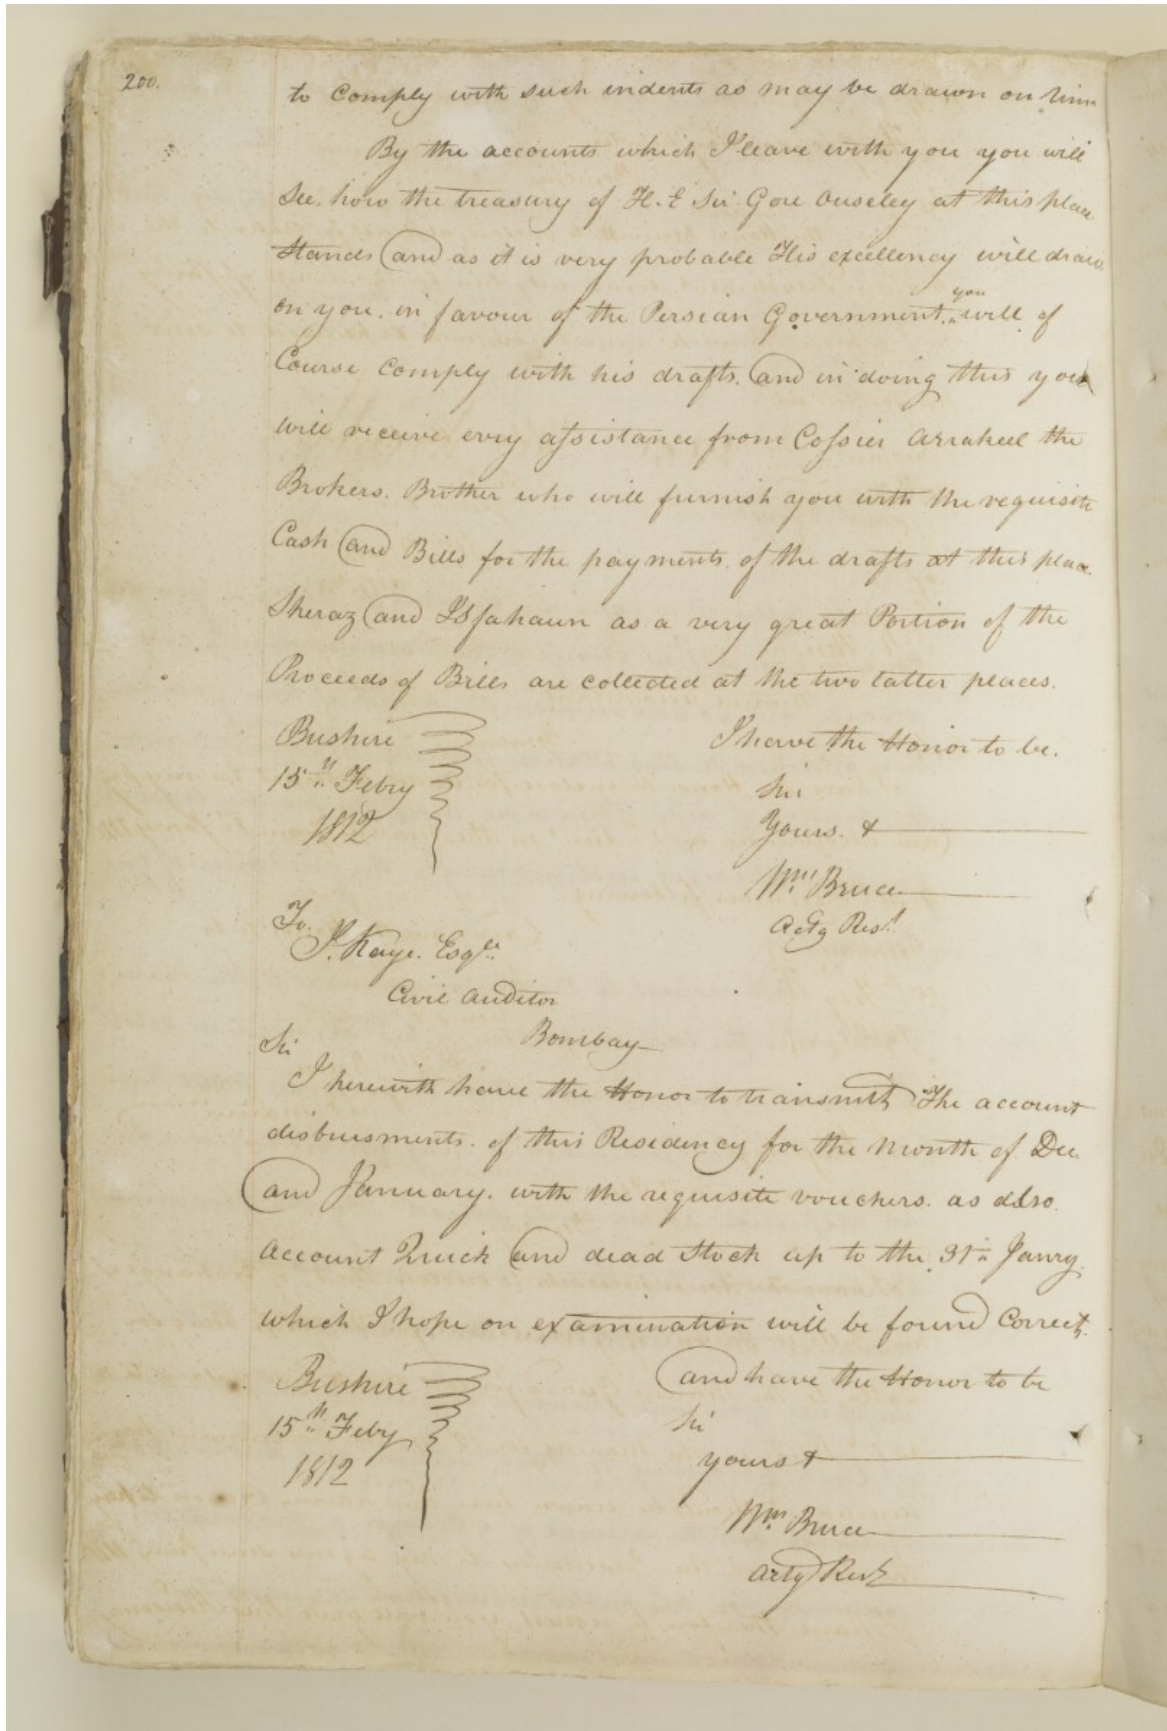 200.
to comply with such indents as may be drawn on him
By the accounts which I leave with you you will
see, how the treasury of H. E Sir Gore Ouseley at this place
Stands and as it is very probable His excellency will draw
on you. in favour of the Persian Government. you will of
Course comply with his drafts. and in doing this you
will receive evry assistance from Cossier Arrakeel the
Brokers. Brother who will furnish you with the requisite
Cash and Bills for the payments. of the drafts at this place
Sheraz and Isfahaun as a very great Portion of the
Proceeds of Bills are collected at the two latter places.
Bushire
15th Febry
1812
I have the Honor to be.
Sir
Yours. &
Wm Bruce
Actg Rest.
To.
J. Kaye. Esqre
Civil Auditor
Bombay
Sir
I herewith have the Honor to transmit The account
disbursments. of this Residency for the Month of Dec
and January. with the requisite vouchers. as also.
Account Quick and dead Stock up to the 31st Janry
which I hope on examination will be found Correct.
and have the Honor to be
Bushire
15th Feby
1812
Sir
yours &
Wm Bruce
Actg Rest